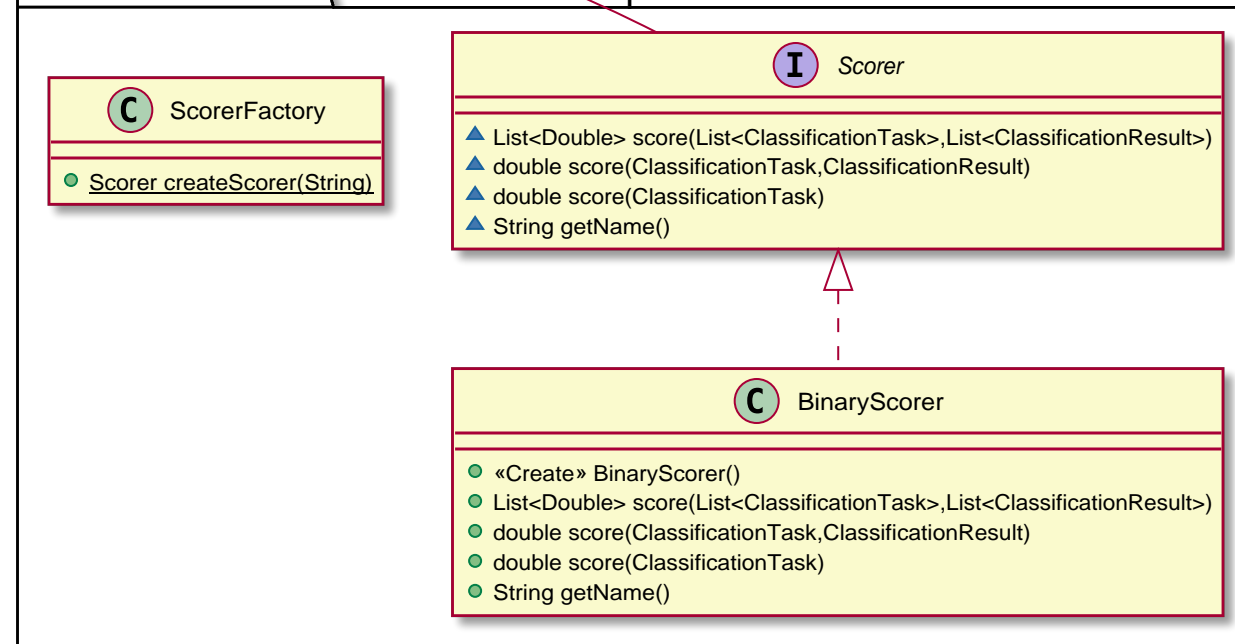 C ScorerFactory
Scorer createScorer(String)
I Scorer
List<Double> score(List<ClassificationTask>,List<ClassificationResult>)
double score(ClassificationTask,ClassificationResult)
double score(ClassificationTask)
String getName()
C BinaryScorer
«Create» BinaryScorer()
List<Double> score(List<ClassificationTask>,List<ClassificationResult>)
double score(ClassificationTask,ClassificationResult)
double score(ClassificationTask)
String getName()